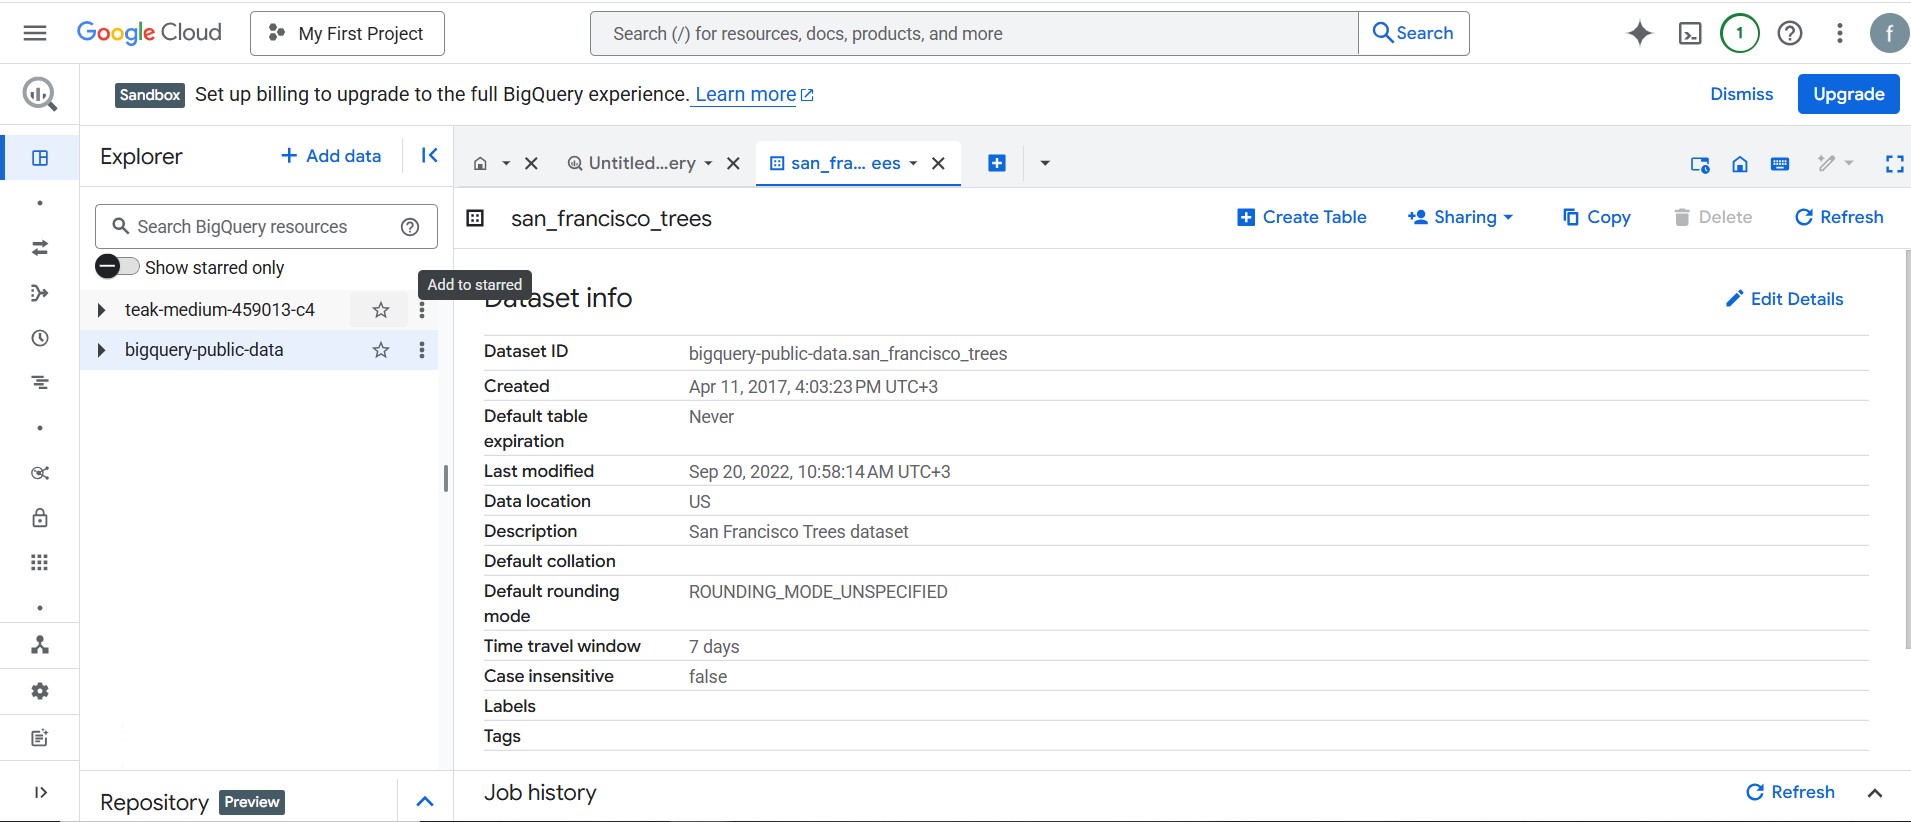 Google Cloud
My First Project
Search (/) for resources, docs, products, and more
Search
1
f
Sandbox Set up billing to upgrade to the full BigQuery experience. Learn more
Dismiss
Upgrade
Explorer
+ Add data
Untitled...ery
san_fra... ees
Search BigQuery resources
san_francisco_trees
Create Table
Sharing
Copy
Delete
Refresh
Show starred only
Add to starred
teak-medium-459013-c4
bigquery-public-data
Dataset info
Edit Details
Dataset ID bigquery-public-data.san_francisco_trees
Created Apr 11, 2017, 4:03:23 PM UTC+3
Default table Never
expiration
Last modified Sep 20, 2022, 10:58:14 AM UTC+3
Data location US
Description San Francisco Trees dataset
Default collation
Default rounding ROUNDING_MODE_UNSPECIFIED
mode
Time travel window 7 days
Case insensitive false
Labels
Tags
Repository Preview
Job history
Refresh